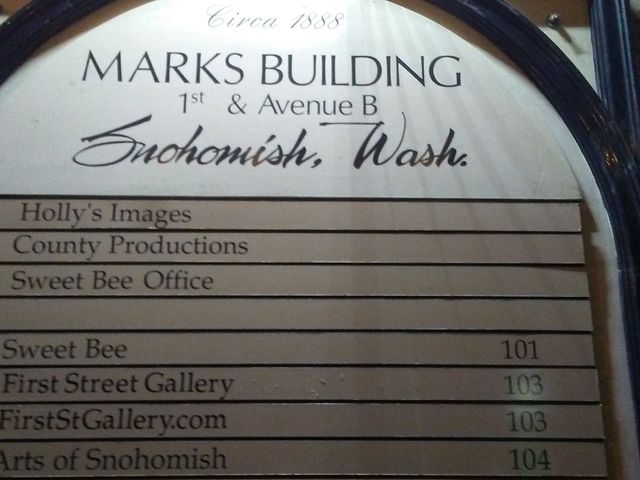 Circa 1888
MARKS BUILDING
1st & Avenue B
Snohomish, Wash.
Holly's Images
County Productions
Sweet Bee Office
Sweet Bee 101
First Street Gallery 103
FirstStGallery.com 103
Arts of Snohomish 104